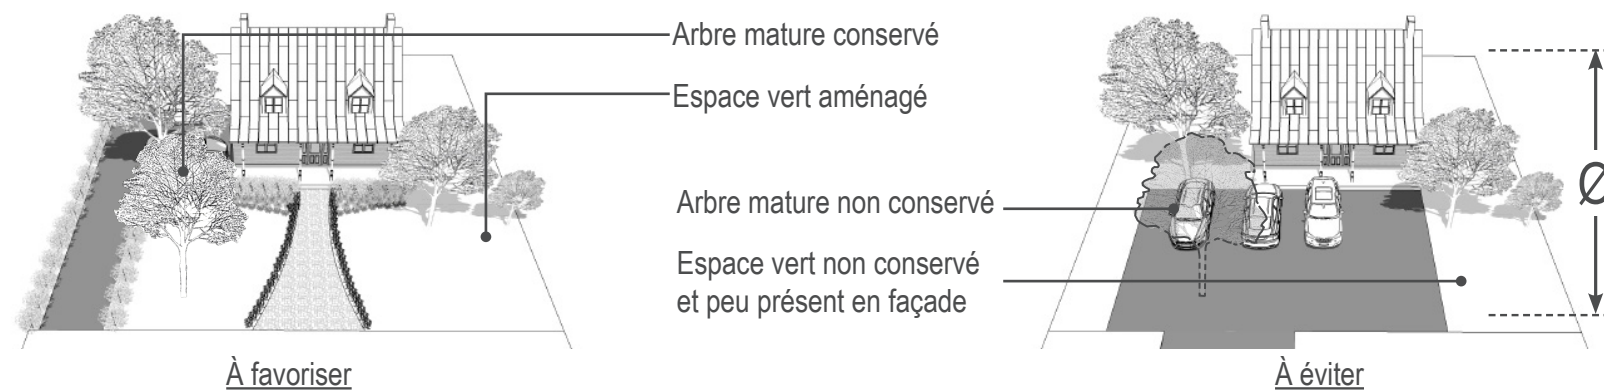 Arbre mature conservé
Espace vert aménagé
Arbre mature non conservé
Espace vert non conservé
et peu présent en façade
Ø
À favoriser
À éviter